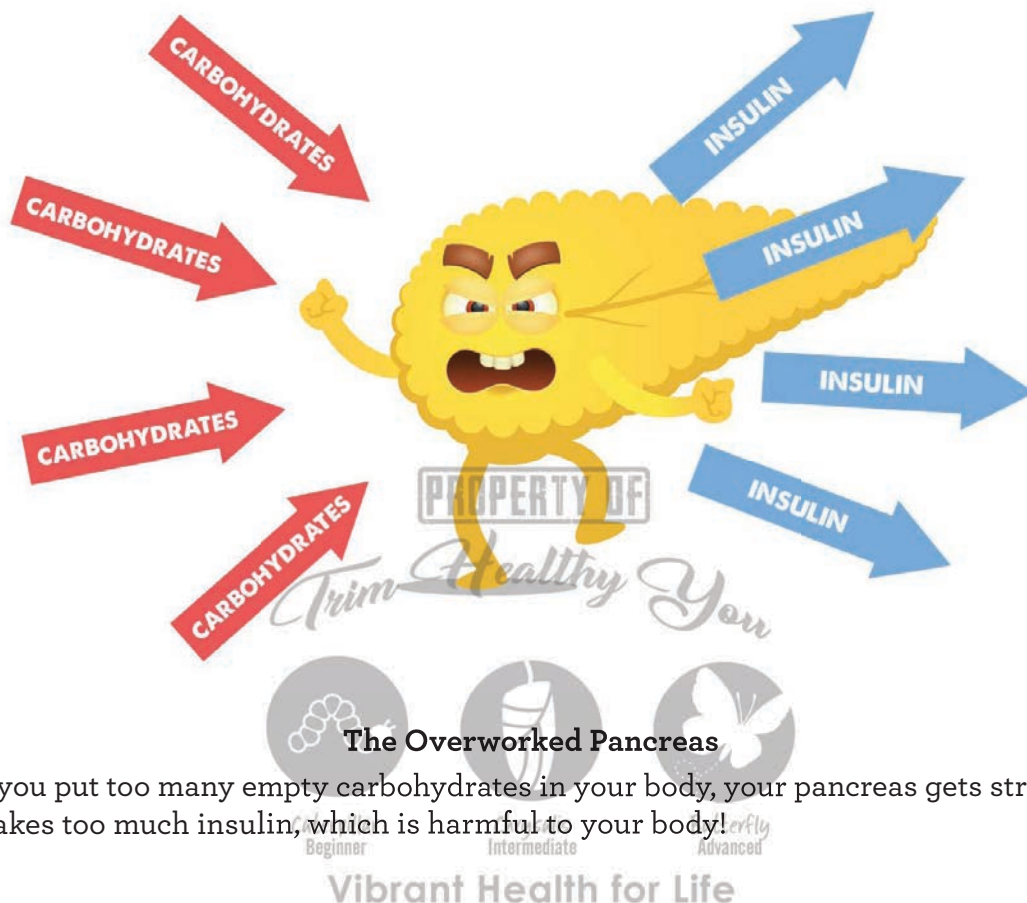 CARBOHYDRATES
CARBOHYDRATES
CARBOHYDRATES
CARBOHYDRATES
INSULIN
INSULIN
INSULIN
INSULIN
PROPERTY OF
Trim Healthy You
The Overworked Pancreas
you put too many empty carbohydrates in your body, your pancreas gets
too much insulin, which is harmful to your body!
Beginner
Intermediate
Advanced
Vibrant Health for Life